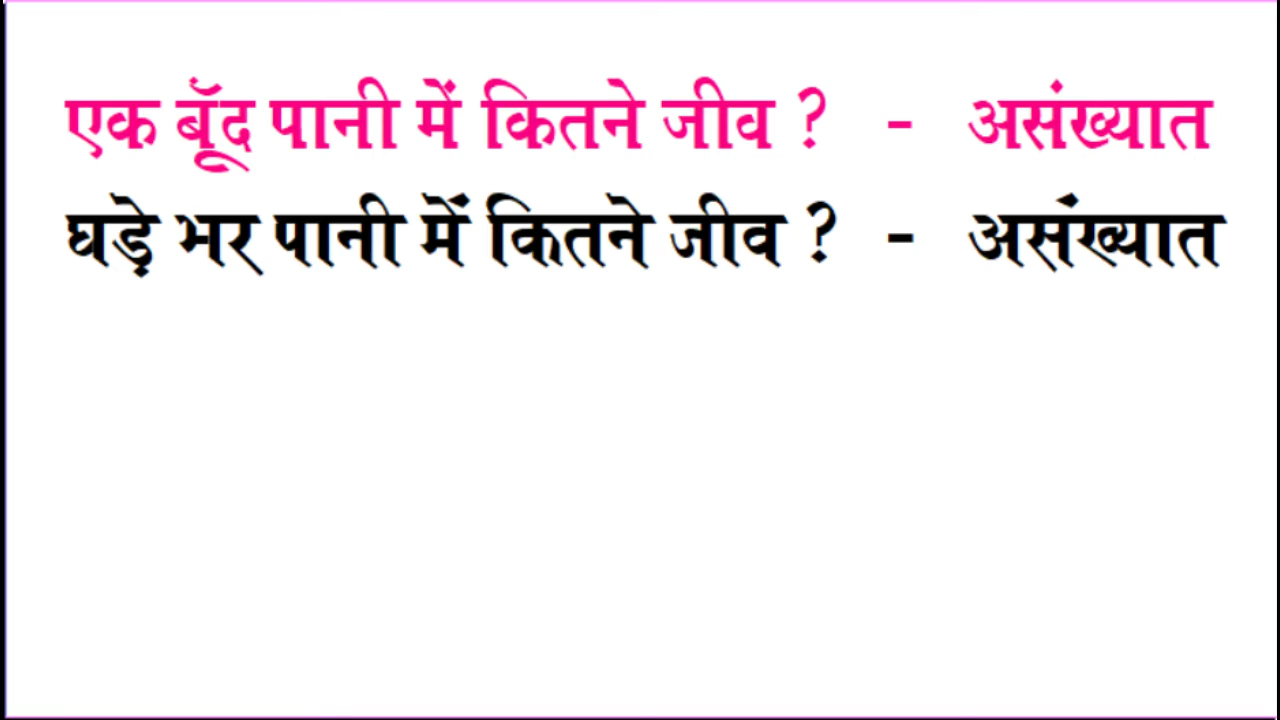 एक बूँद पानी में कितने जीव ? - असंख्यात
घड़े भर पानी में कितने जीव ? - असंख्यात